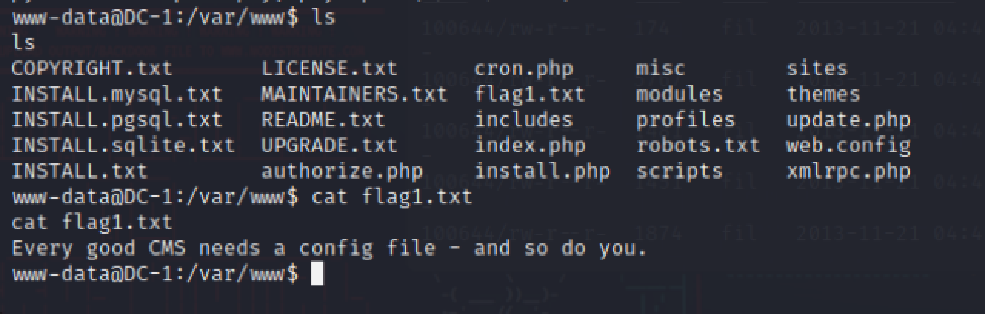 www-data@DC-1:/var/www$ ls
ls
COPYRIGHT.txt LICENSE.txt cron.php misc sites
INSTALL.mysql.txt MAINTAINERS.txt flag1.txt modules themes
INSTALL.pgsql.txt README.txt includes profiles update.php
INSTALL.sqlite.txt UPGRADE.txt index.php robots.txt web.config
INSTALL.txt authorize.php install.php scripts xmlrpc.php
www-data@DC-1:/var/www$ cat flag1.txt
cat flag1.txt
Every good CMS needs a config file - and so do you.
www-data@DC-1:/var/www$